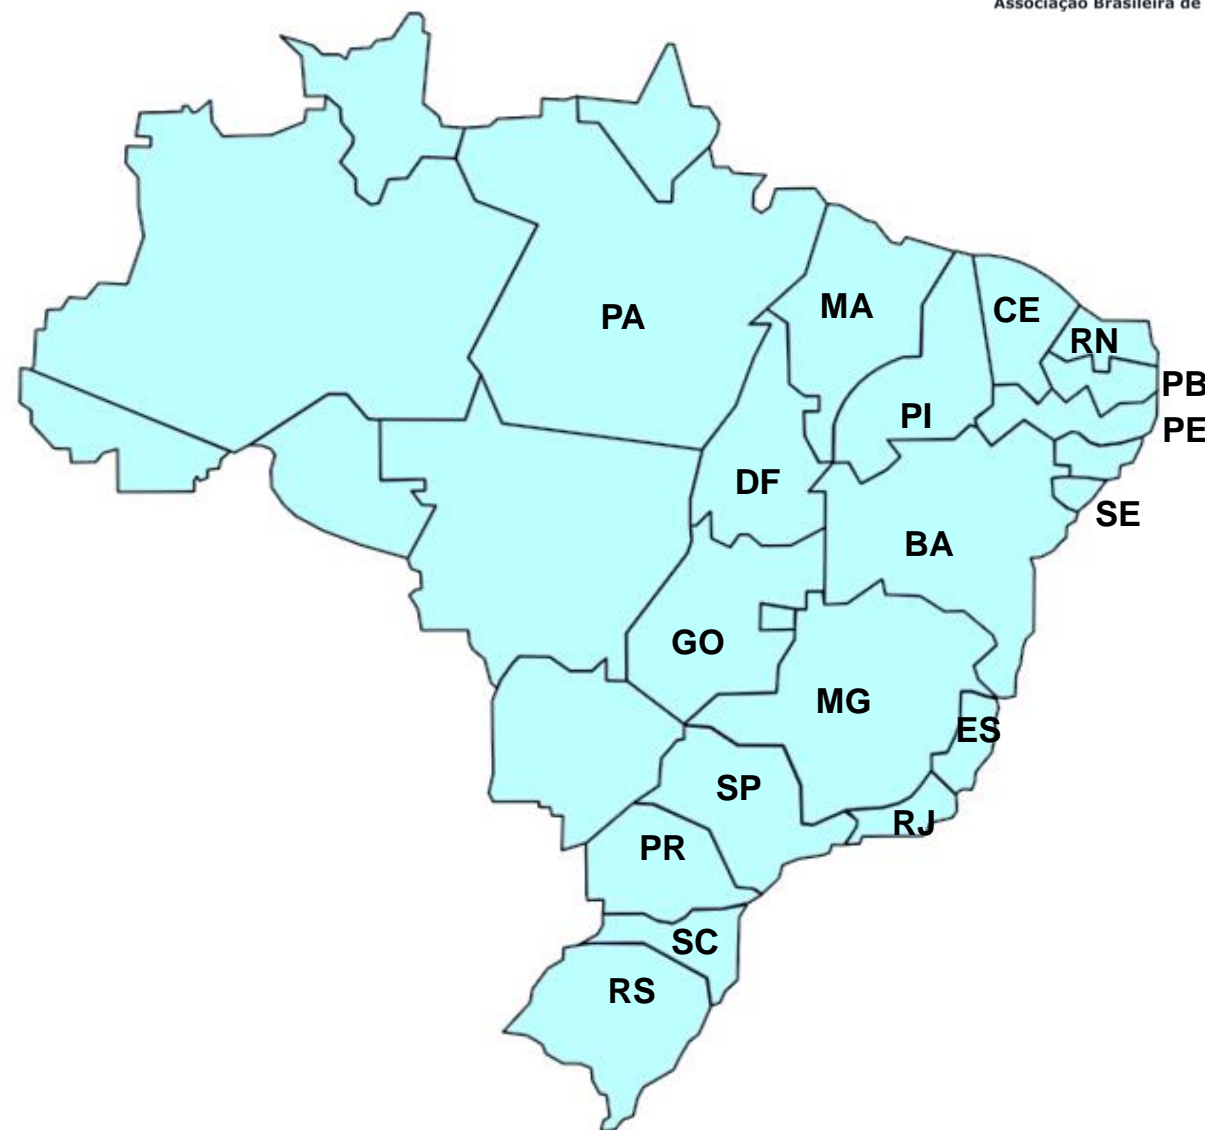 Associação Brasileira de
PA
MA
CE
RN
PB
PI
PE
DF
SE
BA
GO
MG
ES
SP
RJ
PR
SC
RS